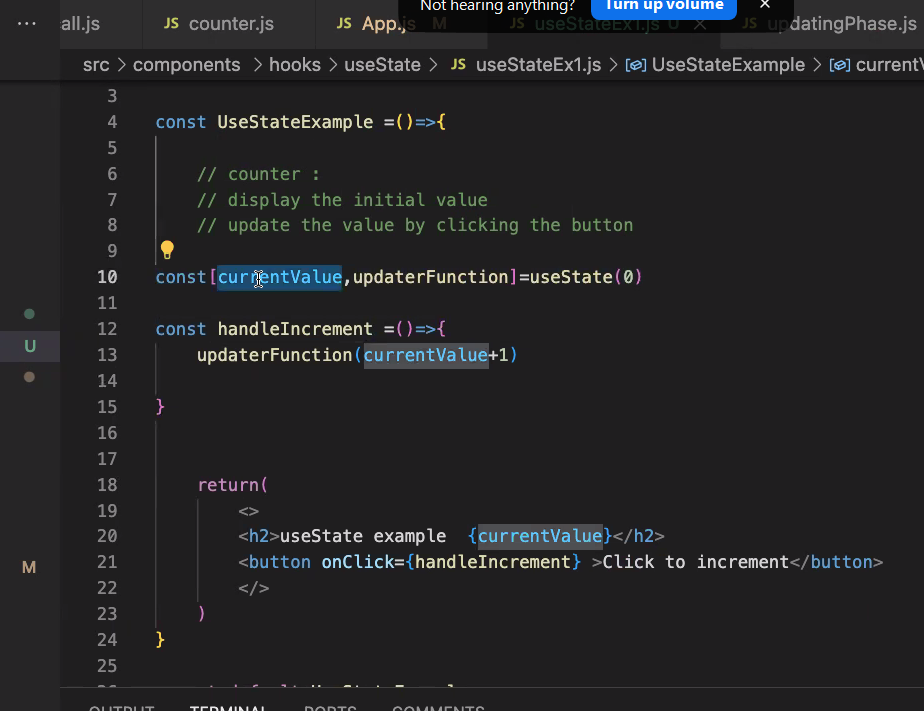 Not hearing anything? Turn up volume ×
··· all.js JS counter.js JS App.js M JS useStateEx1.js U × JS updatingPhase.js
src > components > hooks > useState > JS useStateEx1.js > UseStateExample > currentV
3
4 const UseStateExample =()=>{
5
6 // counter :
7 // display the initial value
8 // update the value by clicking the button
9
10 const[currentValue,updaterFunction]=useState(0)
11
12 const handleIncrement =()=>{
U
13 updaterFunction(currentValue+1)
14
15 }
16
17
18 return(
19 <>
20 <h2>useState example {currentValue}</h2>
21 <button onClick={handleIncrement} >Click to increment</button>
M
22 </>
23 )
24 }
25
OUTPUT TERMINAL PORTS COMMENTS